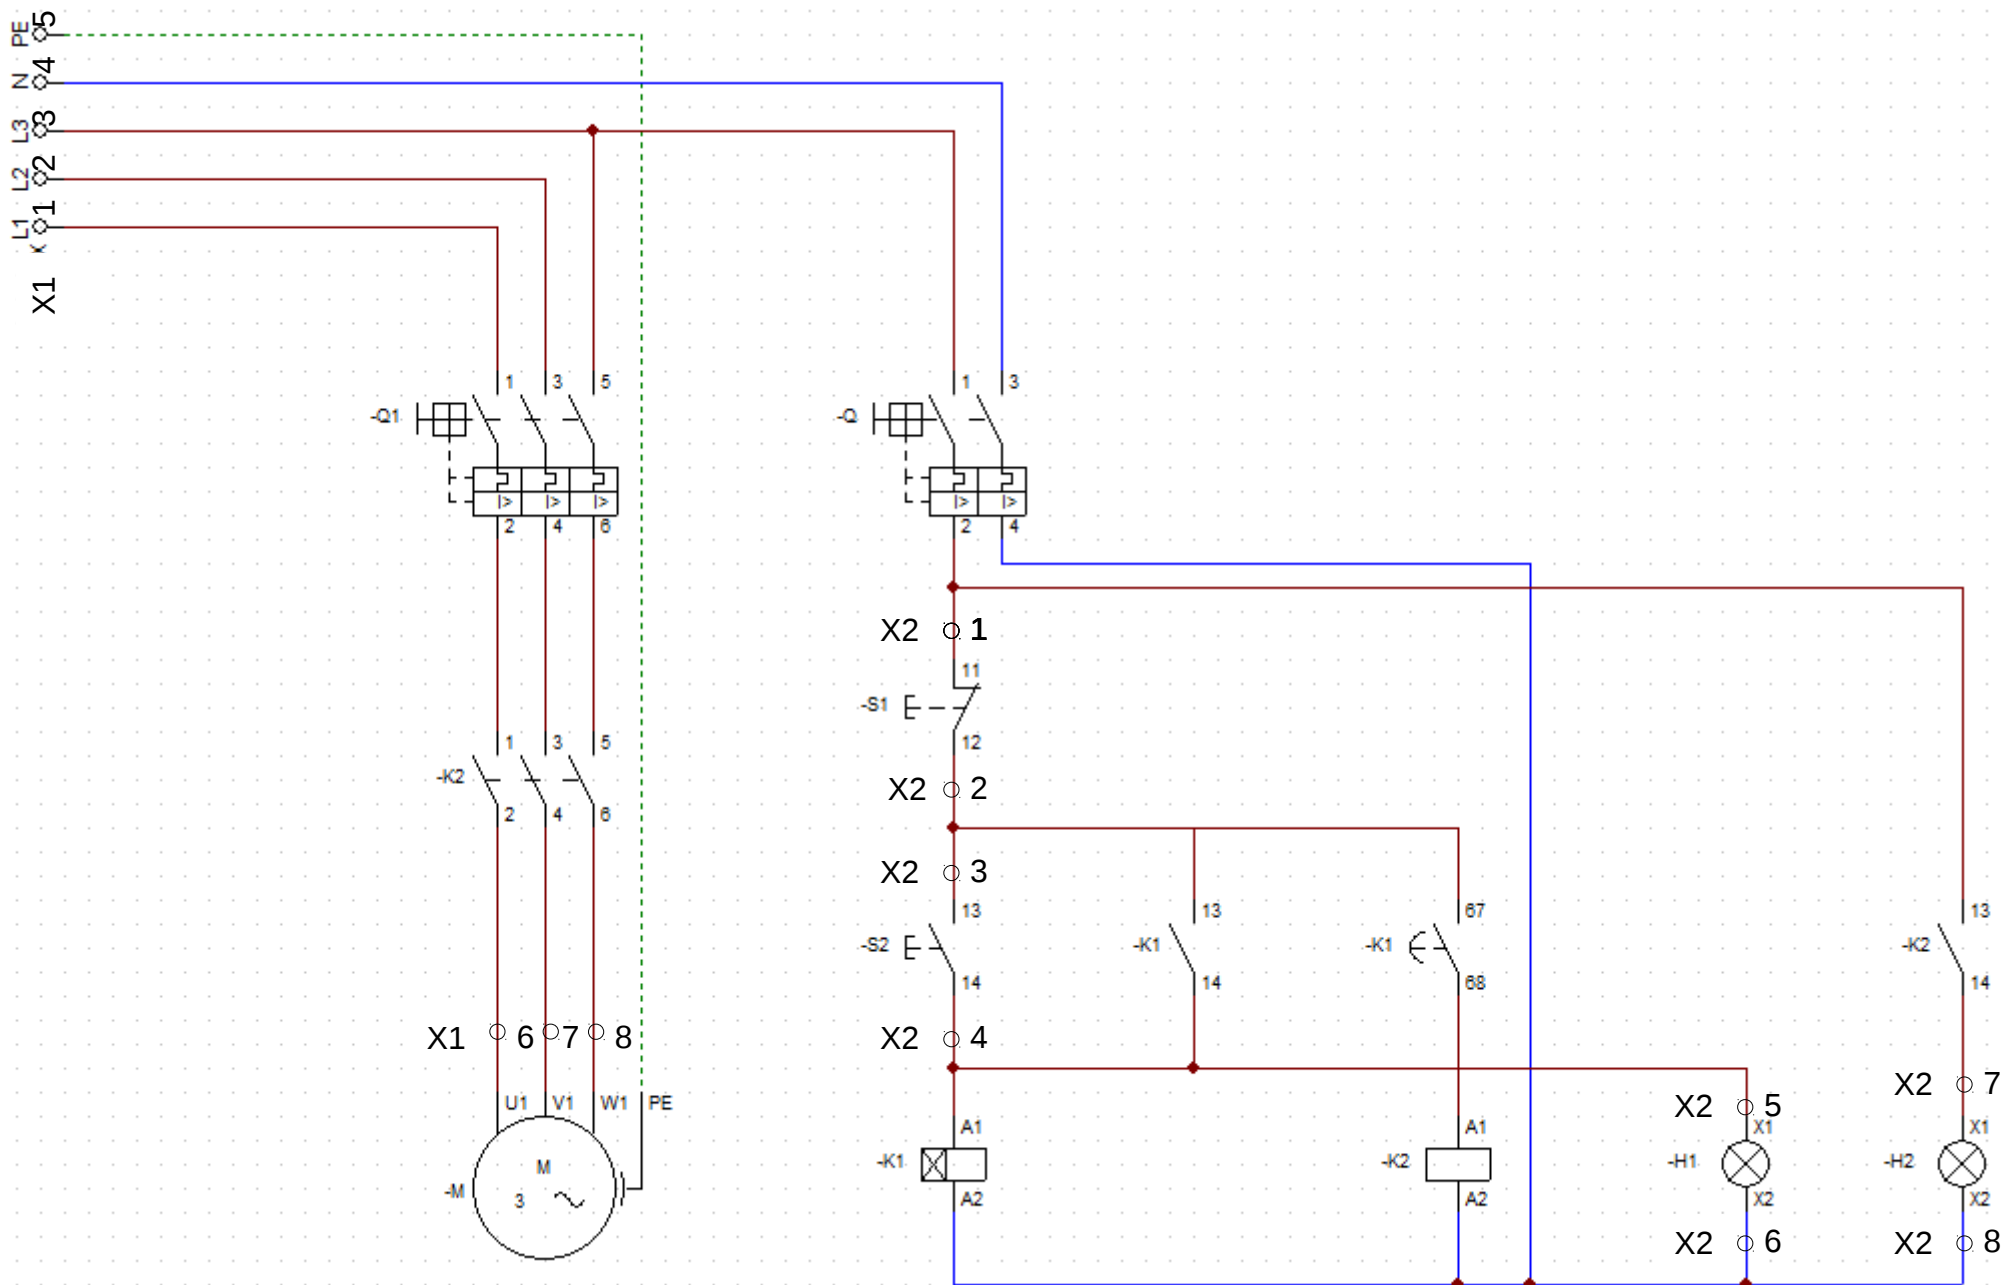 PE 5
N 4
L3 3
L2 2
L1 1
X
X1
1 3 5
-Q1
I> I> I>
2 4 6
1 3
-Q
I> I>
2 4
X2 1
11
-S1
12
1 3 5
-K2
2 4 6
X2 2
X2 3
13
-S2
14
13
-K1
14
67
-K1
68
13
-K2
14
X1 6 7 8
X2 4
U1 V1 W1 PE
M
3
-M
A1
-K1
A2
A1
-K2
A2
X2 5
X1
-H1
X2
X2 6
X2 7
X1
-H2
X2
X2 8